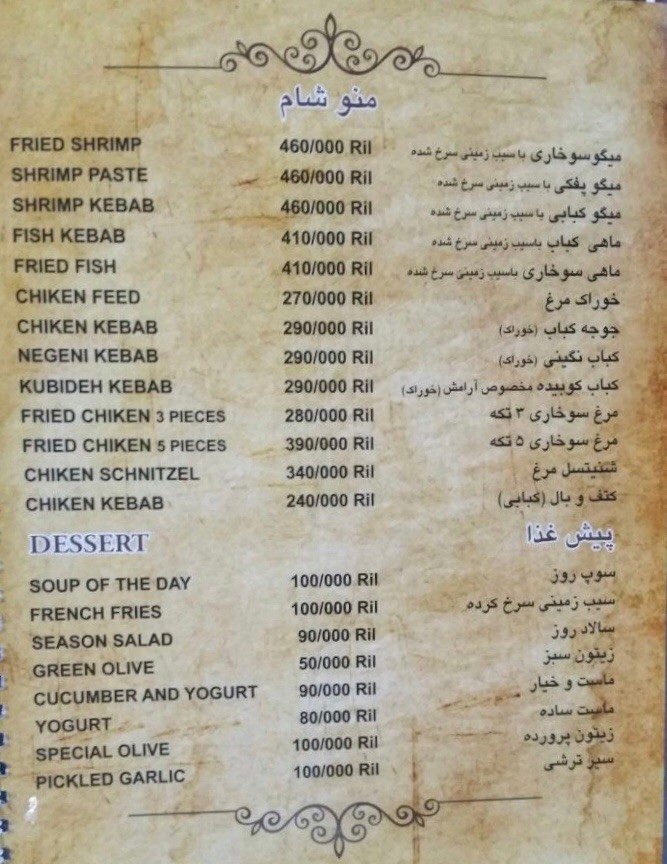 منو شام
FRIED SHRIMP 460/000 Ril میگو سوخاری با سیب زمینی سرخ شده
SHRIMP PASTE 460/000 Ril میگو پفکی با سیب زمینی سرخ شده
SHRIMP KEBAB 460/000 Ril میگو کبابی با سیب زمینی سرخ شده
FISH KEBAB 410/000 Ril ماهی کباب باسیب زمینی سرخ شده
FRIED FISH 410/000 Ril ماهی سوخاری باسیب زمینی سرخ شده
CHIKEN FEED 270/000 Ril خوراک مرغ
CHIKEN KEBAB 290/000 Ril جوجه کباب (خوراک)
NEGENI KEBAB 290/000 Ril کباب نگینی (خوراک)
KUBIDEH KEBAB 290/000 Ril کباب کوبیده مخصوص آرامش (خوراک)
FRIED CHIKEN 3 PIECES 280/000 Ril مرغ سوخاری ۳ تکه
FRIED CHIKEN 5 PIECES 390/000 Ril مرغ سوخاری ۵ تکه
CHIKEN SCHNITZEL 340/000 Ril شنیتسل مرغ
CHIKEN KEBAB 240/000 Ril کتف و بال (کبابی)
DESSERT پیش غذا
SOUP OF THE DAY 100/000 Ril سوپ روز
FRENCH FRIES 100/000 Ril سیب زمینی سرخ کرده
SEASON SALAD 90/000 Ril سالاد روز
GREEN OLIVE 50/000 Ril زیتون سبز
CUCUMBER AND YOGURT 90/000 Ril ماست و خیار
YOGURT 80/000 Ril ماست ساده
SPECIAL OLIVE 100/000 Ril زیتون پرورده
PICKLED GARLIC 100/000 Ril سیر ترشی